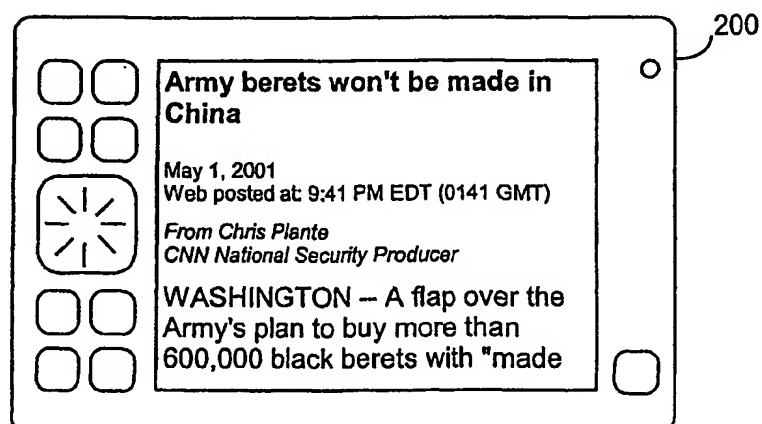 200
Army berets won't be made in
China
May 1, 2001
Web posted at: 9:41 PM EDT (0141 GMT)
From Chris Plante
CNN National Security Producer
WASHINGTON – A flap over the
Army's plan to buy more than
600,000 black berets with "made